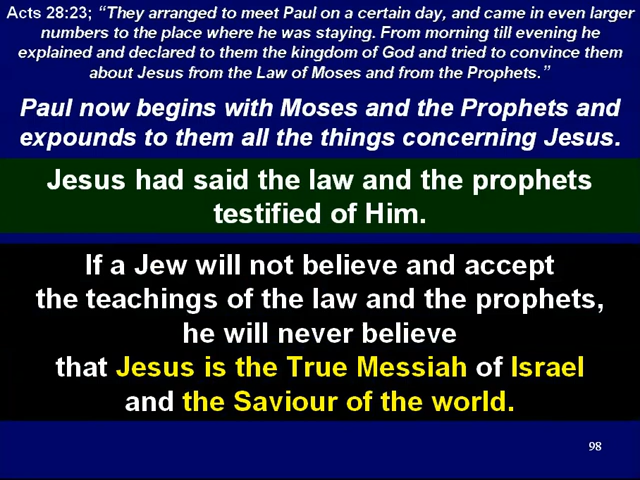 Acts 28:23; “They arranged to meet Paul on a certain day, and came in even larger
numbers to the place where he was staying. From morning till evening he
explained and declared to them the kingdom of God and tried to convince them
about Jesus from the Law of Moses and from the Prophets.”
Paul now begins with Moses and the Prophets and
expounds to them all the things concerning Jesus.
Jesus had said the law and the prophets
testified of Him.
If a Jew will not believe and accept
the teachings of the law and the prophets,
he will never believe
that Jesus is the True Messiah of Israel
and the Saviour of the world.
98